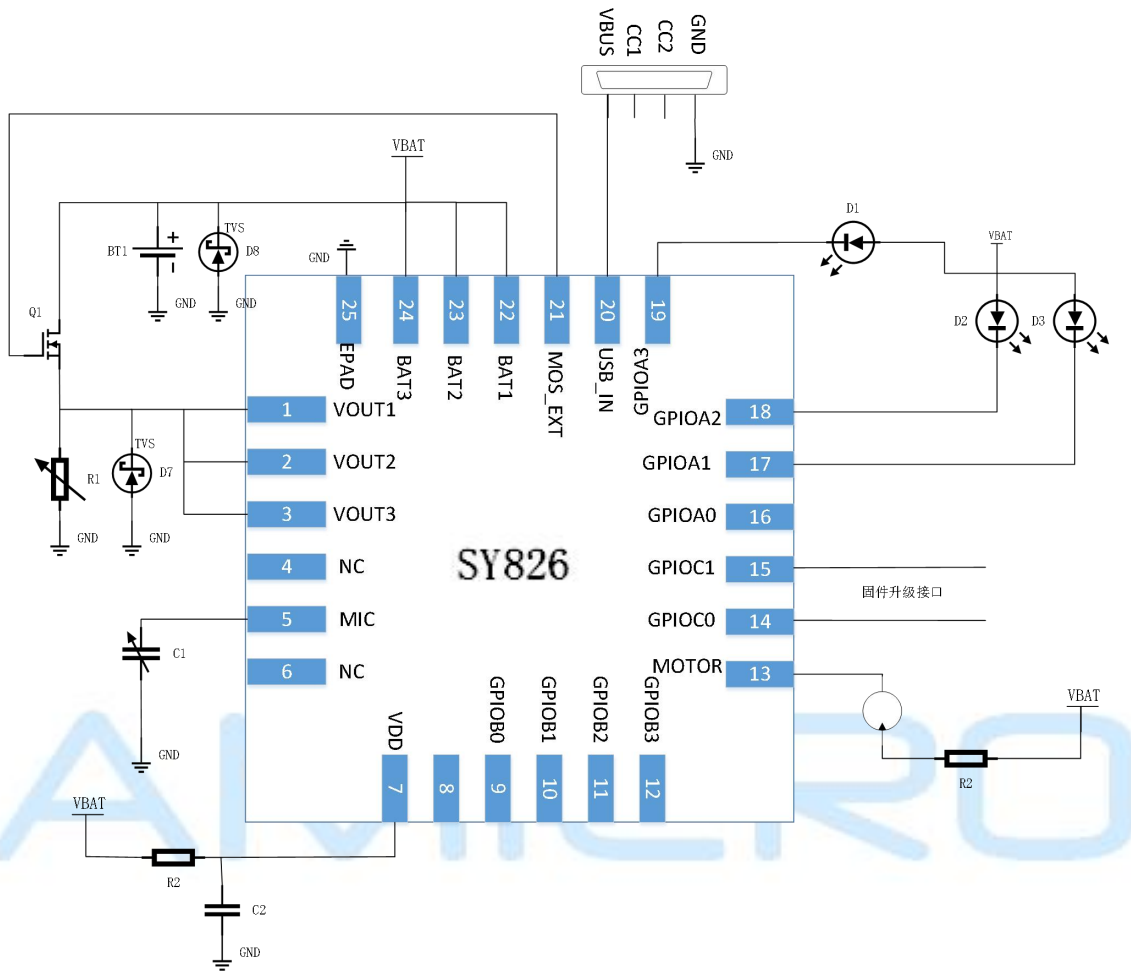 VBUS
CC1
CC2
GND
GND
VBAT
D1
VBAT
TVS
BT1
+
-
D8
GND
GND
GND
D2
D3
Q1
25
24
23
22
21
20
19
EPAD
BAT3
BAT2
BAT1
MOS_EXT
USB_IN
GPIOA3
1
VOUT1
GPIOA2
18
TVS
2
VOUT2
GPIOA1
17
R1
D7
3
VOUT3
GPIOA0
16
GND
GND
4
NC
SY826
GPIOC1
15
固件升级接口
5
MIC
GPIOC0
14
C1
6
NC
MOTOR
13
VBAT
GND
VDD
GPIOB0
GPIOB1
GPIOB2
GPIOB3
7
8
9
10
11
12
R2
VBAT
R2
C2
GND
AMICRO